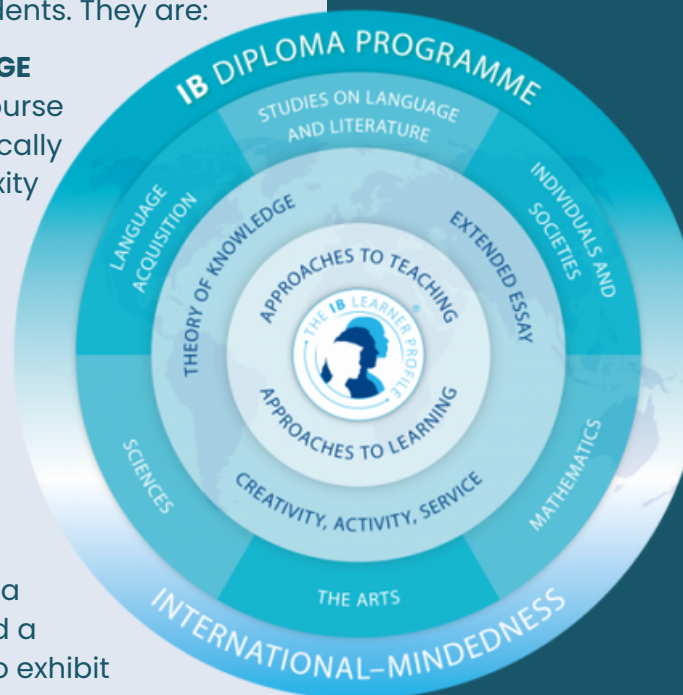 dents. They are:
GE
ourse
cally
xity
a
d a
o exhibit
IB DIPLOMA PROGRAMME
STUDIES ON LANGUAGE
AND LITERATURE
LANGUAGE
ACQUISITION
INDIVIDUALS AND
SOCIETIES
THEORY OF KNOWLEDGE
EXTENDED ESSAY
APPROACHES TO TEACHING
THE IB LEARNER PROFILE
®
APPROACHES TO LEARNING
CREATIVITY, ACTIVITY, SERVICE
SCIENCES
MATHEMATICS
THE ARTS
INTERNATIONAL–MINDEDNESS